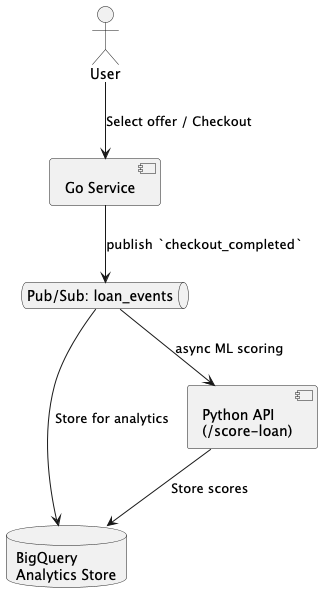 User
Select offer / Checkout
Go Service
publish `checkout_completed`
Pub/Sub: loan_events
async ML scoring
Python API
(/score-loan)
Store for analytics
Store scores
BigQuery
Analytics Store